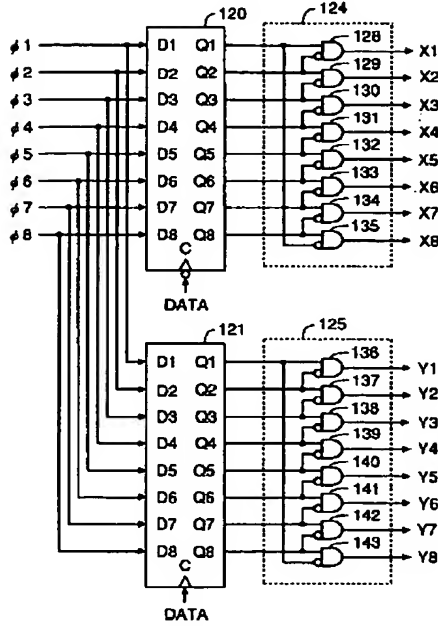 120
124
φ1 D1 Q1 128 X1
φ2 D2 Q2 129 X2
φ3 D3 Q3 130 X3
φ4 D4 Q4 131 X4
φ5 D5 Q5 132 X5
φ6 D6 Q6 133 X6
φ7 D7 Q7 134 X7
φ8 D8 Q8 135 X8
C
DATA
121
125
D1 Q1 136 Y1
D2 Q2 137 Y2
D3 Q3 138 Y3
D4 Q4 139 Y4
D5 Q5 140 Y5
D6 Q6 141 Y6
D7 Q7 142 Y7
D8 Q8 143 Y8
C
DATA